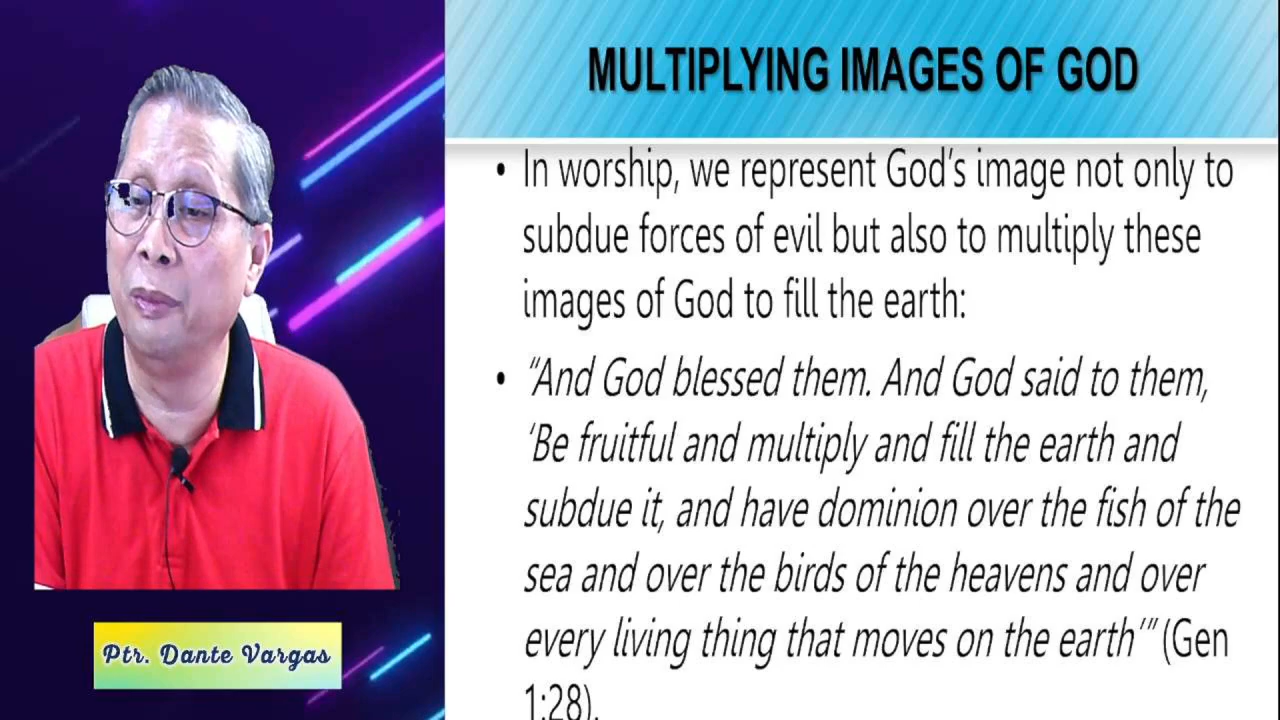 MULTIPLYING IMAGES OF GOD
• In worship, we represent God’s image not only to
subdue forces of evil but also to multiply these
images of God to fill the earth:
• “And God blessed them. And God said to them,
‘Be fruitful and multiply and fill the earth and
subdue it, and have dominion over the fish of the
sea and over the birds of the heavens and over
every living thing that moves on the earth’” (Gen
1:28).
Ptr. Dante Vargas